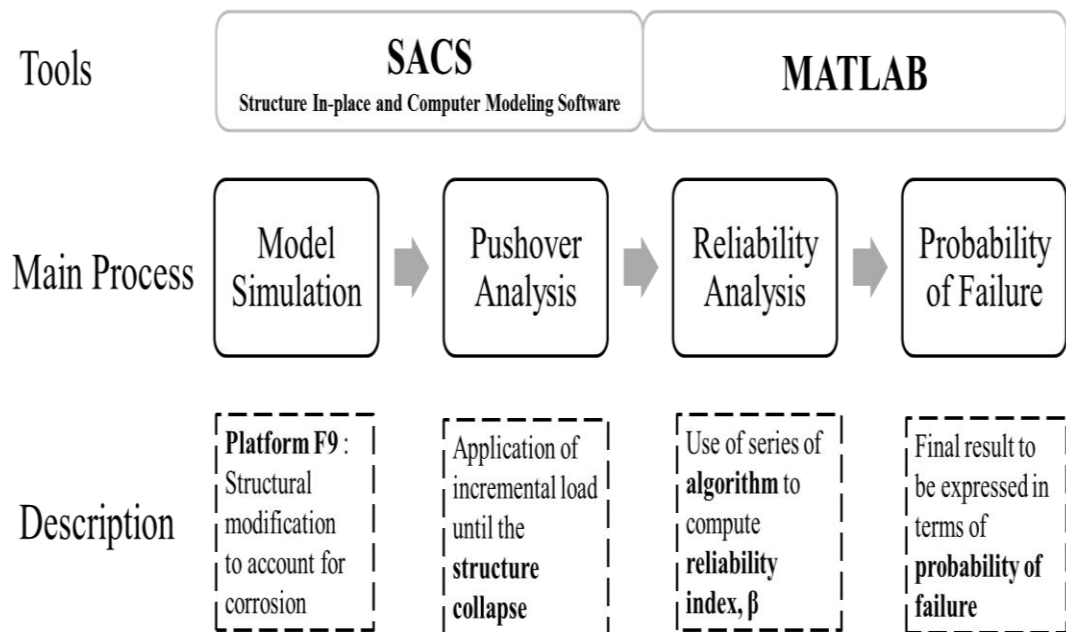 Tools
SACS
Structure In-place and Computer Modeling Software
MATLAB
Main Process
Model
Simulation
Pushover
Analysis
Reliability
Analysis
Probability
of Failure
Description
Platform F9 :
Structural
modification
to account for
corrosion
Application of
incremental load
until the
structure
collapse
Use of series of
algorithm to
compute
reliability
index, β
Final result to
be expressed in
terms of
probability of
failure